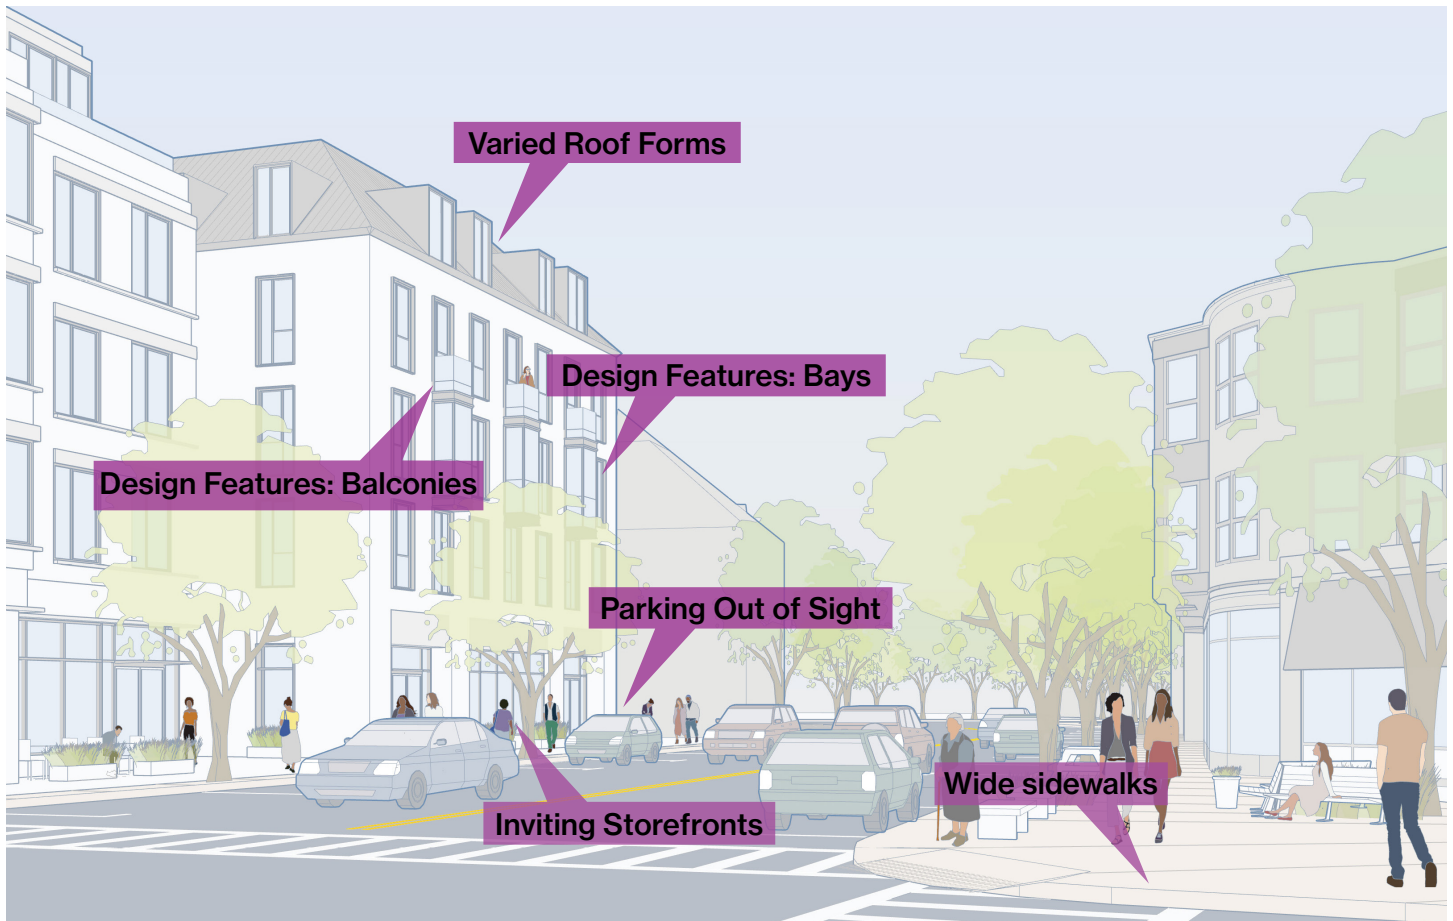 Varied Roof Forms
Design Features: Bays
Design Features: Balconies
Parking Out of Sight
Wide sidewalks
Inviting Storefronts